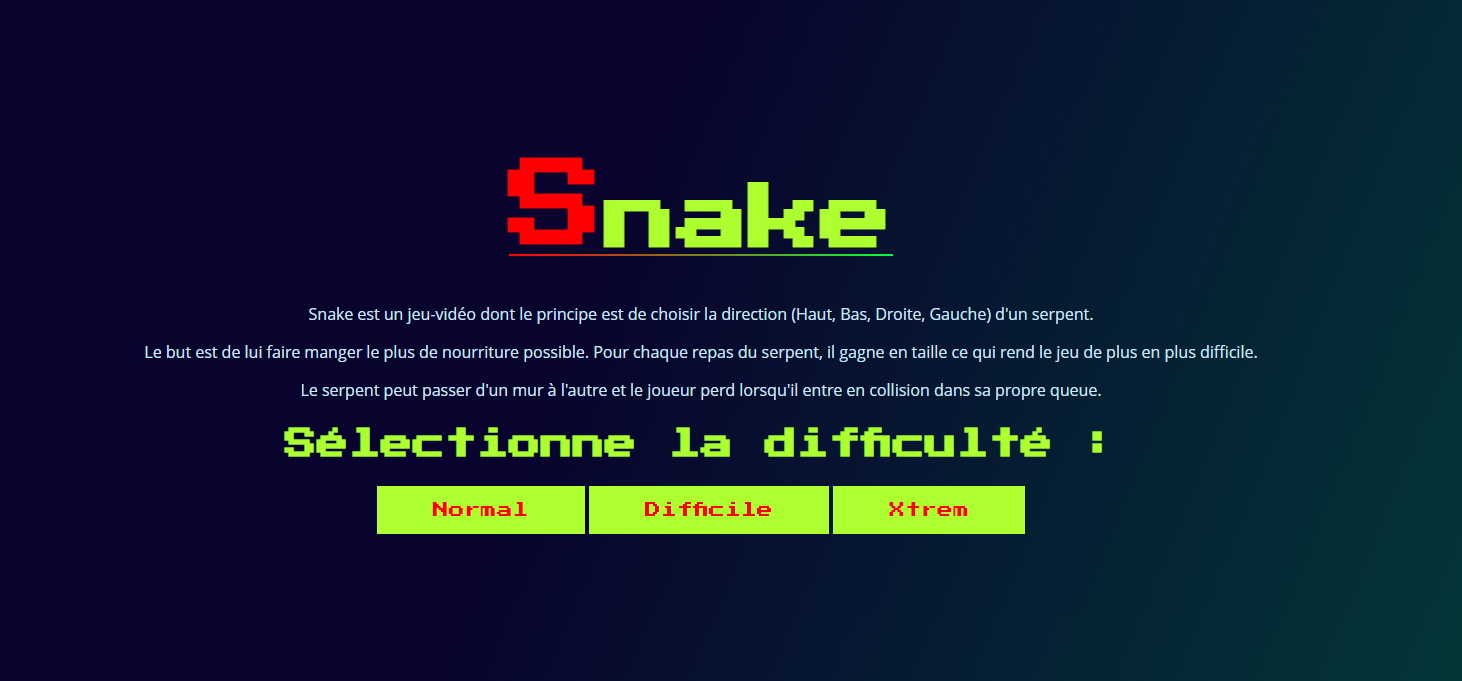 Snake
Snake est un jeu-vidéo dont le principe est de choisir la direction (Haut, Bas, Droite, Gauche) d'un serpent.
Le but est de lui faire manger le plus de nourriture possible. Pour chaque repas du serpent, il gagne en taille ce qui rend le jeu de plus en plus difficile.
Le serpent peut passer d'un mur à l'autre et le joueur perd lorsqu'il entre en collision dans sa propre queue.
Sélectionne la difficulté :
Normal Difficile Xtrem